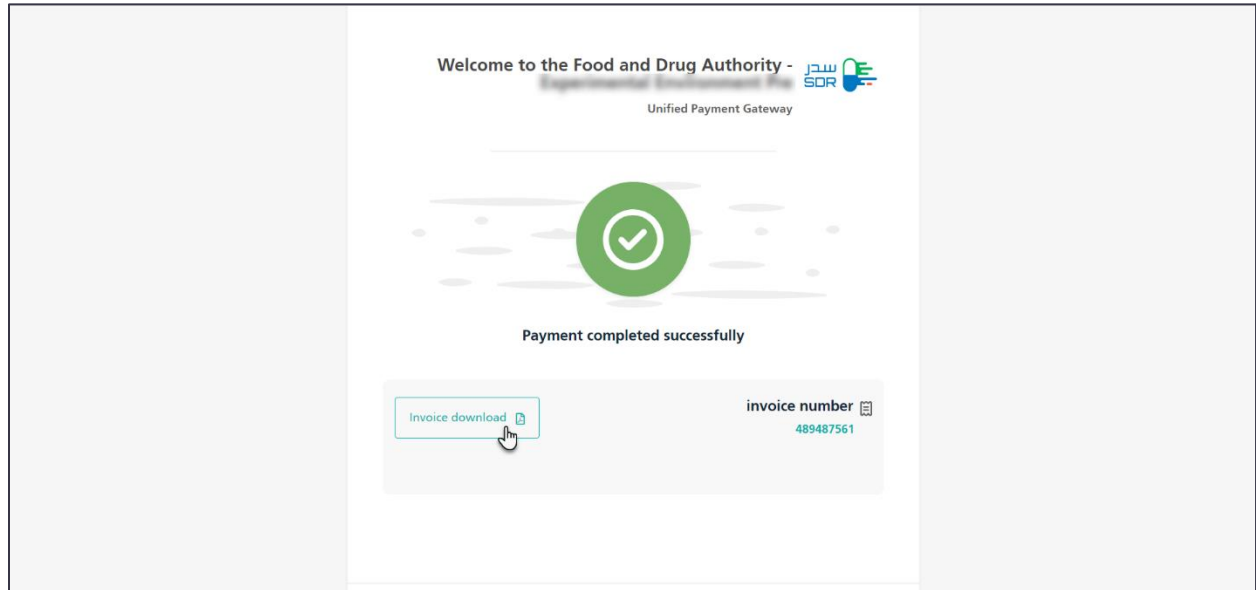 Welcome to the Food and Drug Authority -
سدر
SDR
Unified Payment Gateway
Payment completed successfully
Invoice download
invoice number
489487561